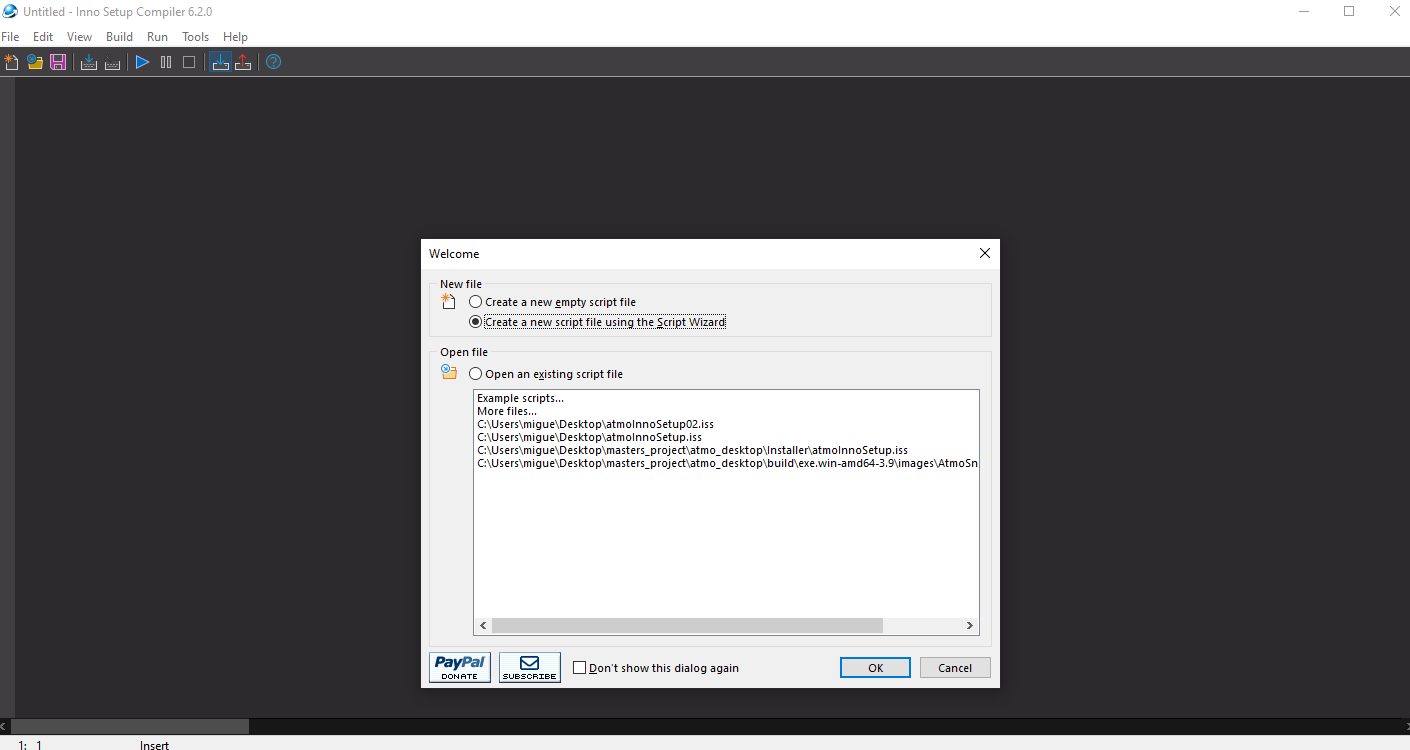 Untitled - Inno Setup Compiler 6.2.0
File Edit View Build Run Tools Help
Welcome
New file
Create a new empty script file
Create a new script file using the Script Wizard
Open file
Open an existing script file
Example scripts...
More files...
C:\Users\migue\Desktop\atmoInnoSetup02.iss
C:\Users\migue\Desktop\atmoInnoSetup.iss
C:\Users\migue\Desktop\masters_project\atmo_desktop\Installer\atmoInnoSetup.iss
C:\Users\migue\Desktop\masters_project\atmo_desktop\build\exe.win-amd64-3.9\images\AtmoSn
PayPal
DONATE
SUBSCRIBE
Don't show this dialog again
OK
Cancel
1: 1
Insert